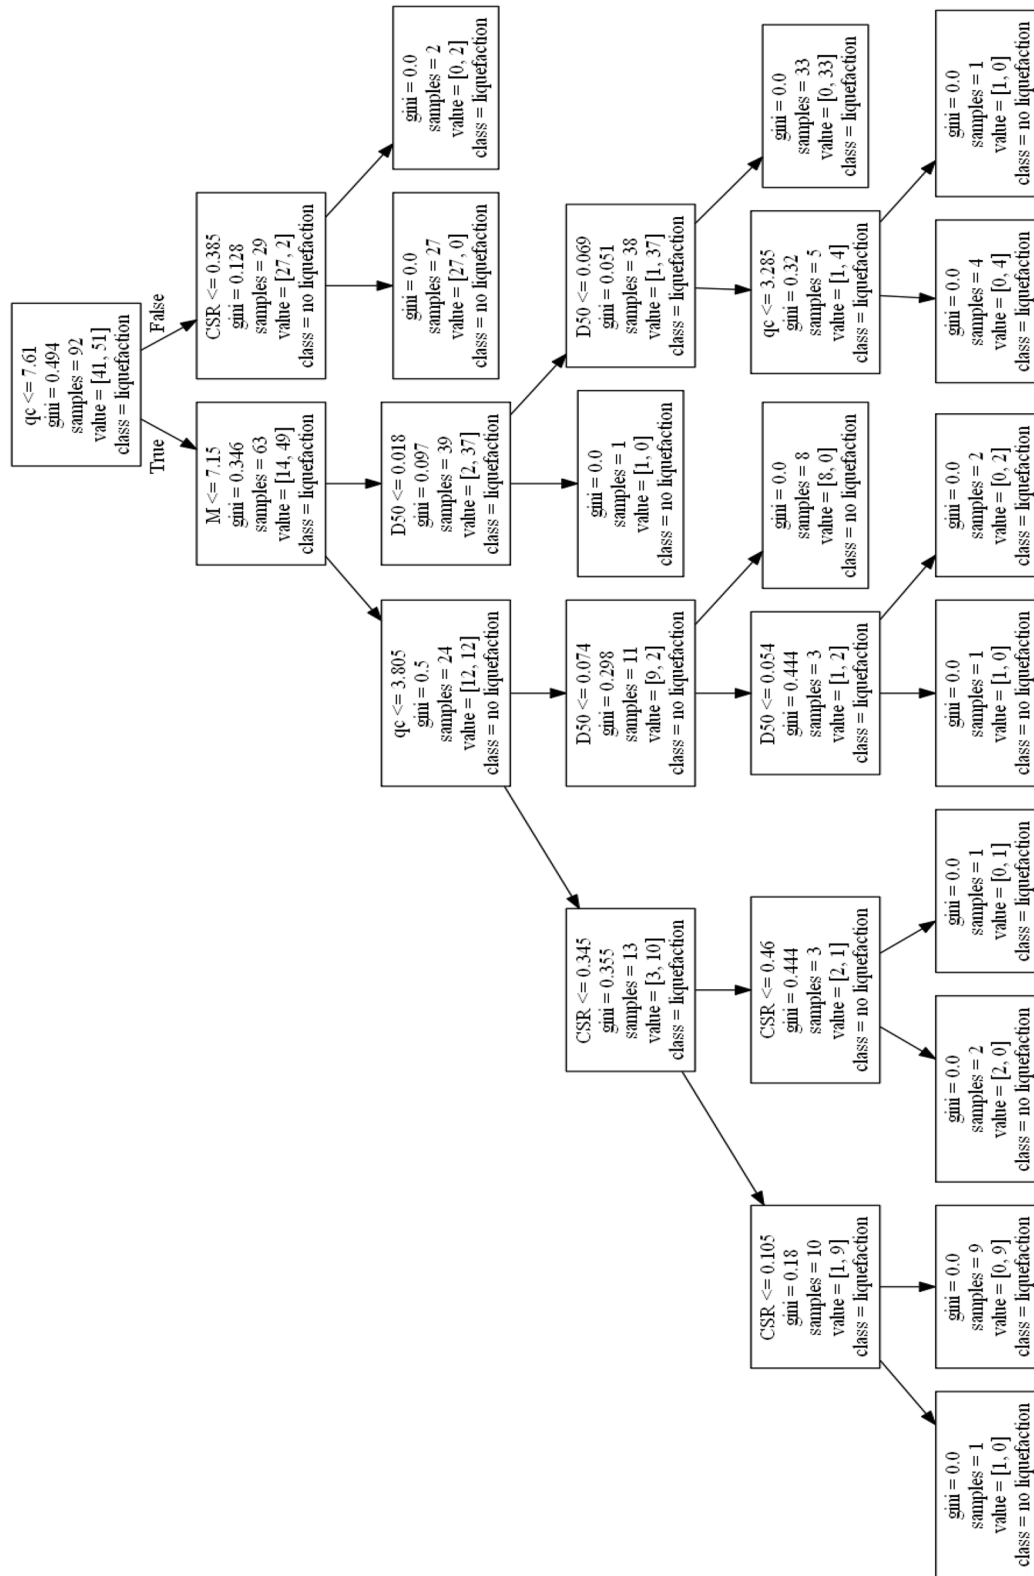 qc <= 7.61
gini = 0.494
samples = 92
value = [41, 51]
class = liquefaction
True
False
M <= 7.15
gini = 0.346
samples = 63
value = [14, 49]
class = liquefaction
CSR <= 0.385
gini = 0.128
samples = 29
value = [27, 2]
class = no liquefaction
qc <= 3.805
gini = 0.5
samples = 24
value = [12, 12]
class = no liquefaction
D50 <= 0.018
gini = 0.097
samples = 39
value = [2, 37]
class = liquefaction
gini = 0.0
samples = 27
value = [27, 0]
class = no liquefaction
gini = 0.0
samples = 2
value = [0, 2]
class = liquefaction
CSR <= 0.345
gini = 0.355
samples = 13
value = [3, 10]
class = liquefaction
D50 <= 0.074
gini = 0.298
samples = 11
value = [9, 2]
class = no liquefaction
gini = 0.0
samples = 1
value = [1, 0]
class = no liquefaction
D50 <= 0.069
gini = 0.051
samples = 38
value = [1, 37]
class = liquefaction
CSR <= 0.105
gini = 0.18
samples = 10
value = [1, 9]
class = liquefaction
CSR <= 0.46
gini = 0.444
samples = 3
value = [2, 1]
class = no liquefaction
D50 <= 0.054
gini = 0.444
samples = 3
value = [1, 2]
class = liquefaction
gini = 0.0
samples = 8
value = [8, 0]
class = no liquefaction
qc <= 3.285
gini = 0.32
samples = 5
value = [1, 4]
class = liquefaction
gini = 0.0
samples = 33
value = [0, 33]
class = liquefaction
gini = 0.0
samples = 1
value = [1, 0]
class = no liquefaction
gini = 0.0
samples = 9
value = [0, 9]
class = liquefaction
gini = 0.0
samples = 2
value = [2, 0]
class = no liquefaction
gini = 0.0
samples = 1
value = [0, 1]
class = liquefaction
gini = 0.0
samples = 1
value = [1, 0]
class = no liquefaction
gini = 0.0
samples = 2
value = [0, 2]
class = liquefaction
gini = 0.0
samples = 4
value = [0, 4]
class = liquefaction
gini = 0.0
samples = 1
value = [1, 0]
class = no liquefaction